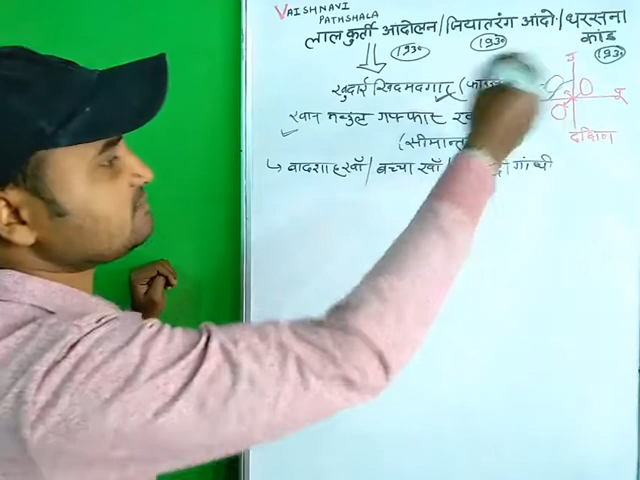 VAISHNAVI
PATHSHALA
लाल कुर्ती आंदोलन/जियातरंग आंदो॰/धरसना कांड
1930 1930 1930
खुदाई खिदमतगार
खान अब्दुल गफ्फार
(सीमान्त
↳ बादशाह खाँ/बच्चा खाँ/ गांधी
दक्षिण